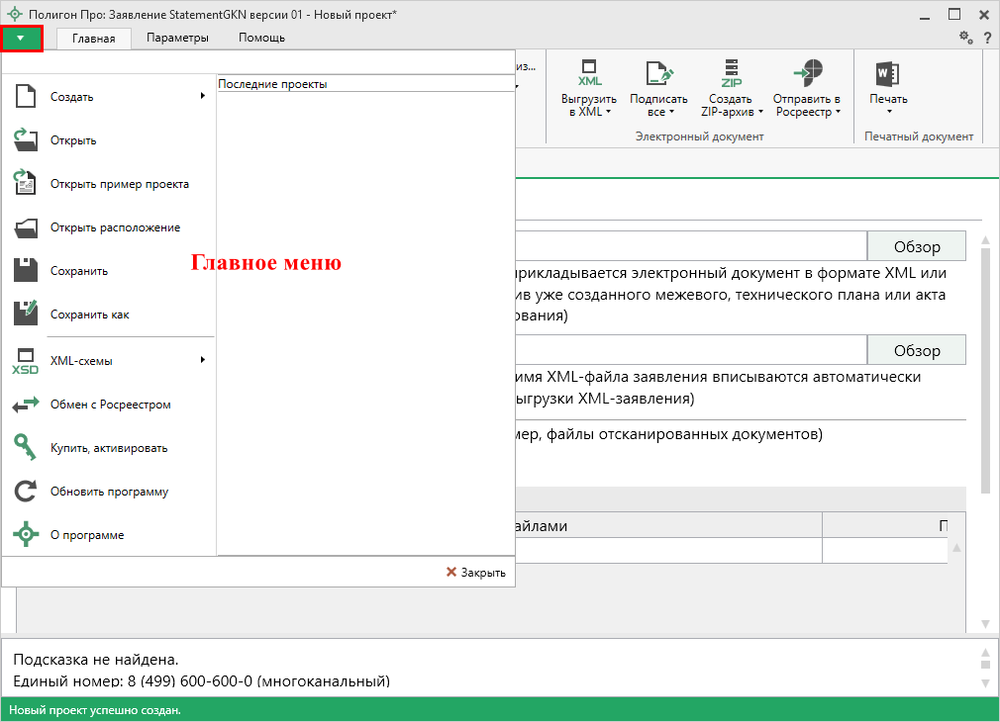 Полигон Про: Заявление StatementGKN версии 01 - Новый проект*
Главная
Параметры
Помощь
?
из...
Выгрузить
в XML
Подписать
все
Создать
ZIP-архив
Отправить в
Росреестр
Печать
XML
ZIP
W
Электронный документ
Печатный документ
Последние проекты
Создать
Открыть
Открыть пример проекта
Открыть расположение
Сохранить
Сохранить как
XSD
XML-схемы
Обмен с Росреестром
Купить, активировать
Обновить программу
О программе
Закрыть
Главное меню
Обзор
прикладывается электронный документ в формате XML или
ив уже созданного межевого, технического плана или акта
ования)
Обзор
имя XML-файла заявления вписываются автоматически
ыгрузки XML-заявления)
мер, файлы отсканированных документов)
айлами
П
Подсказка не найдена.
Единый номер: 8 (499) 600-600-0 (многоканальный)
Новый проект успешно создан.